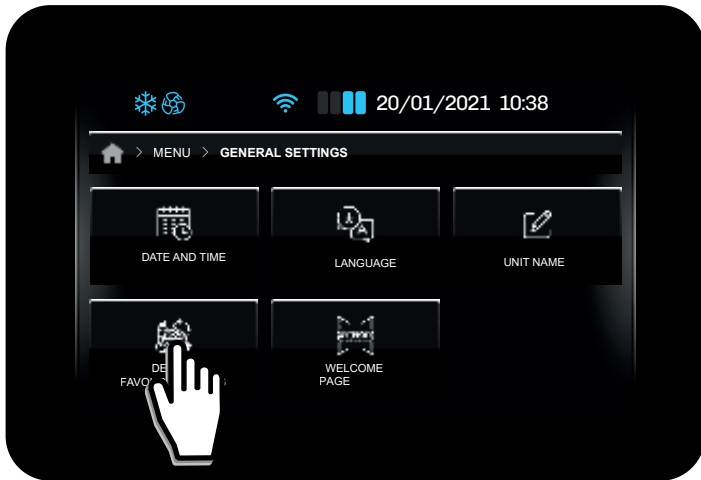 20/01/2021 10:38
> MENU > GENERAL SETTINGS
DATE AND TIME
LANGUAGE
UNIT NAME
WELCOME
PAGE